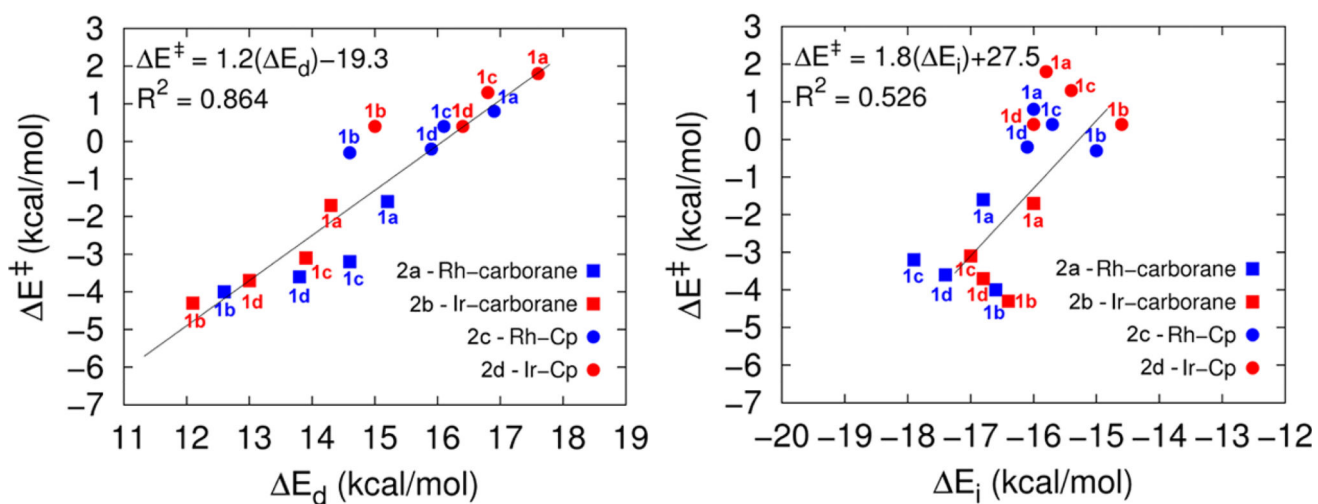 ΔE‡ = 1.2(ΔEd)−19.3
R² = 0.864
3
2
1
0
−1
−2
−3
−4
−5
−6
−7
ΔE‡ (kcal/mol)
1a
1c
1a
1b
1c
1d
1b
1d
1a
1a
1c
1c
1d
1d
1b
1b
2a - Rh−carborane
2b - Ir−carborane
2c - Rh−Cp
2d - Ir−Cp
11 12 13 14 15 16 17 18 19
ΔEd (kcal/mol)
ΔE‡ = 1.8(ΔEi)+27.5
R² = 0.526
3
2
1
0
−1
−2
−3
−4
−5
−6
−7
ΔE‡ (kcal/mol)
1a
1c
1a
1c
1b
1d
1d
1b
1a
1a
1c
1c
1d
1d
1b
1b
2a - Rh−carborane
2b - Ir−carborane
2c - Rh−Cp
2d - Ir−Cp
−20 −19 −18 −17 −16 −15 −14 −13 −12
ΔEi (kcal/mol)